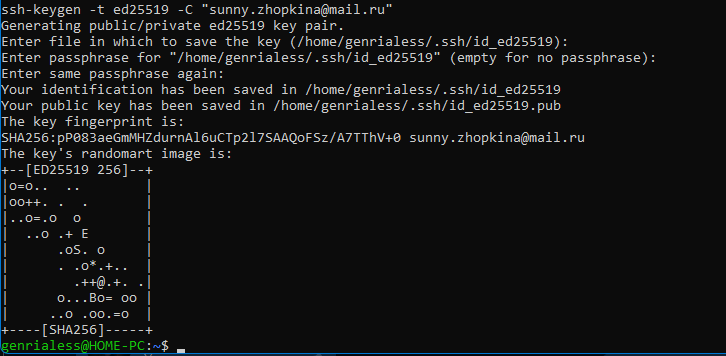 ssh-keygen -t ed25519 -C "sunny.zhopkina@mail.ru"
Generating public/private ed25519 key pair.
Enter file in which to save the key (/home/genrialess/.ssh/id_ed25519):
Enter passphrase for "/home/genrialess/.ssh/id_ed25519" (empty for no passphrase):
Enter same passphrase again:
Your identification has been saved in /home/genrialess/.ssh/id_ed25519
Your public key has been saved in /home/genrialess/.ssh/id_ed25519.pub
The key fingerprint is:
SHA256:pP083aeGmMHZdurnAl6uCTp2l7SAAQoFSz/A7TThV+0 sunny.zhopkina@mail.ru
The key's randomart image is:
+--[ED25519 256]--+
|o=o..  ..        |
|oo++. .  .       |
|..o=.o  o        |
|  ..o .+ E       |
|      .oS. o     |
|      . .o*.+..  |
|        .++@.+. .|
|      o...Bo= oo |
|     ..o .oo.=o  |
+----[SHA256]-----+
genrialess@HOME-PC:~$